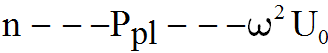 n – – –P_pl – – –ω² U₀